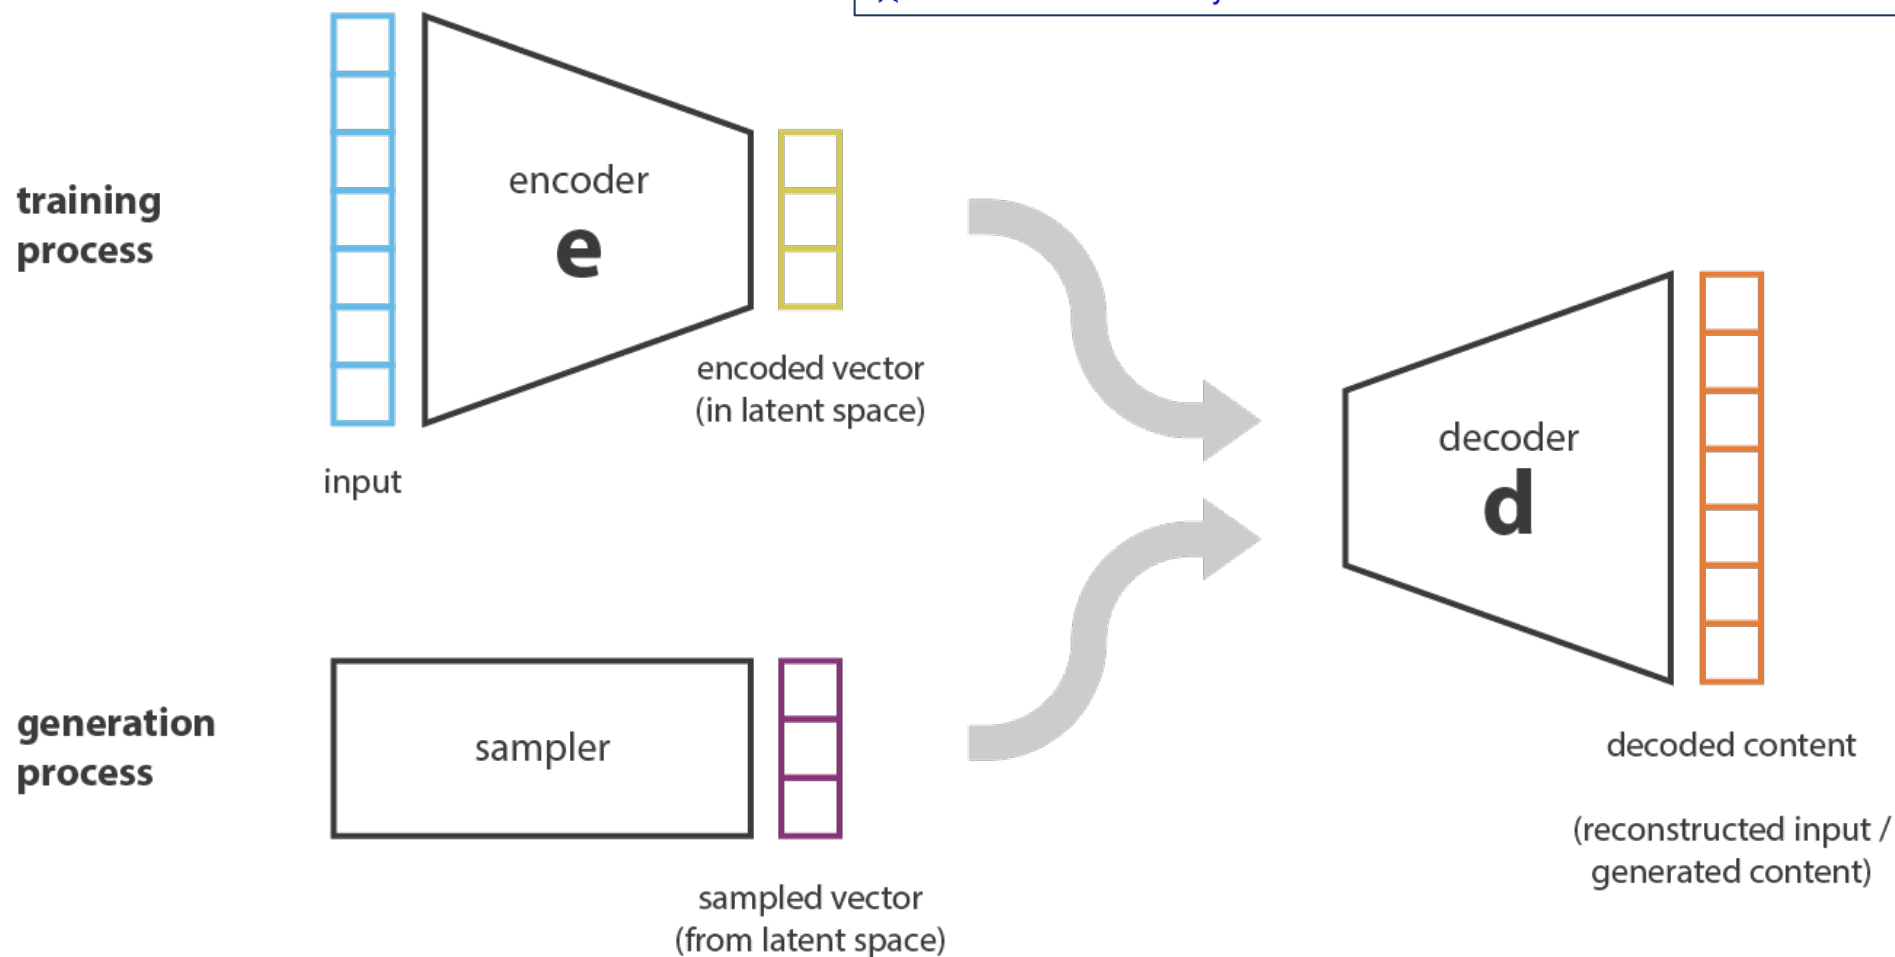 training
process
encoder
e
encoded vector
(in latent space)
input
decoder
d
generation
process
sampler
sampled vector
(from latent space)
decoded content
(reconstructed input /
generated content)